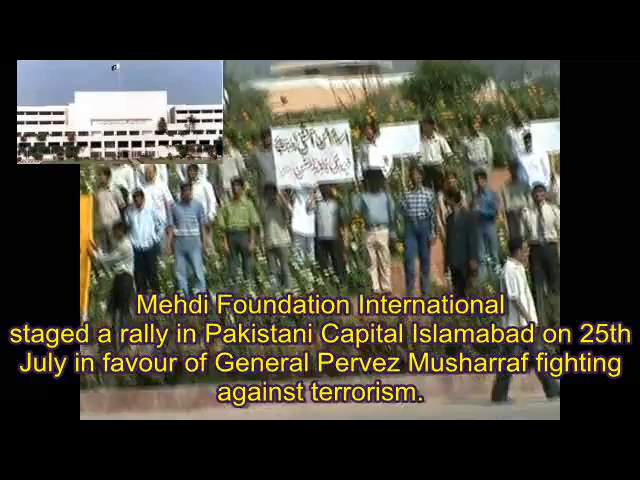 Mehdi Foundation International
staged a rally in Pakistani Capital Islamabad on 25th
July in favour of General Pervez Musharraf fighting
against terrorism.